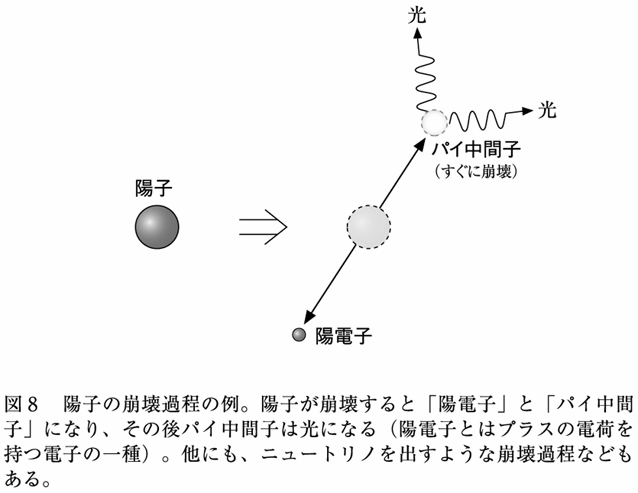 光
光
パイ中間子
(すぐに崩壊)
陽子
陽電子
図8　陽子の崩壊過程の例。陽子が崩壊すると「陽電子」と「パイ中間
子」になり、その後パイ中間子は光になる（陽電子とはプラスの電荷を
持つ電子の一種）。他にも、ニュートリノを出すような崩壊過程なども
ある。